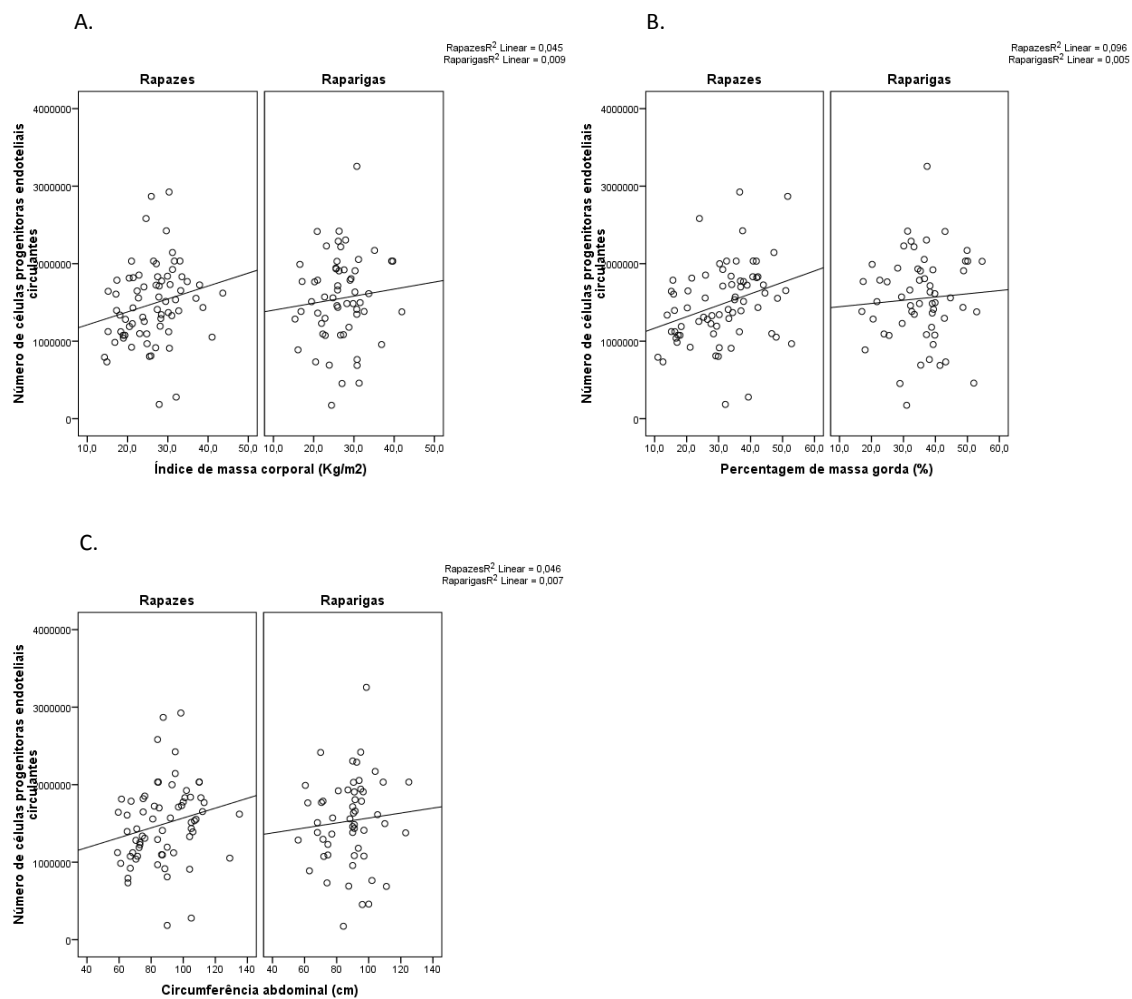 A.
RapazesR² Linear = 0,045
RaparigasR² Linear = 0,009
Rapazes
Raparigas
Número de células progenitoras endoteliais
circulantes
4000000
3000000
2000000
1000000
0
10,0 20,0 30,0 40,0 50,0 10,0 20,0 30,0 40,0 50,0
Índice de massa corporal (Kg/m2)
B.
RapazesR² Linear = 0,096
RaparigasR² Linear = 0,005
Rapazes
Raparigas
Número de células progenitoras endoteliais
circulantes
4000000
3000000
2000000
1000000
0
10,0 20,0 30,0 40,0 50,0 60,0 10,0 20,0 30,0 40,0 50,0 60,0
Percentagem de massa gorda (%)
C.
RapazesR² Linear = 0,046
RaparigasR² Linear = 0,007
Rapazes
Raparigas
Número de células progenitoras endoteliais
circulantes
4000000
3000000
2000000
1000000
0
40 60 80 100 120 140 40 60 80 100 120 140
Circumferência abdominal (cm)